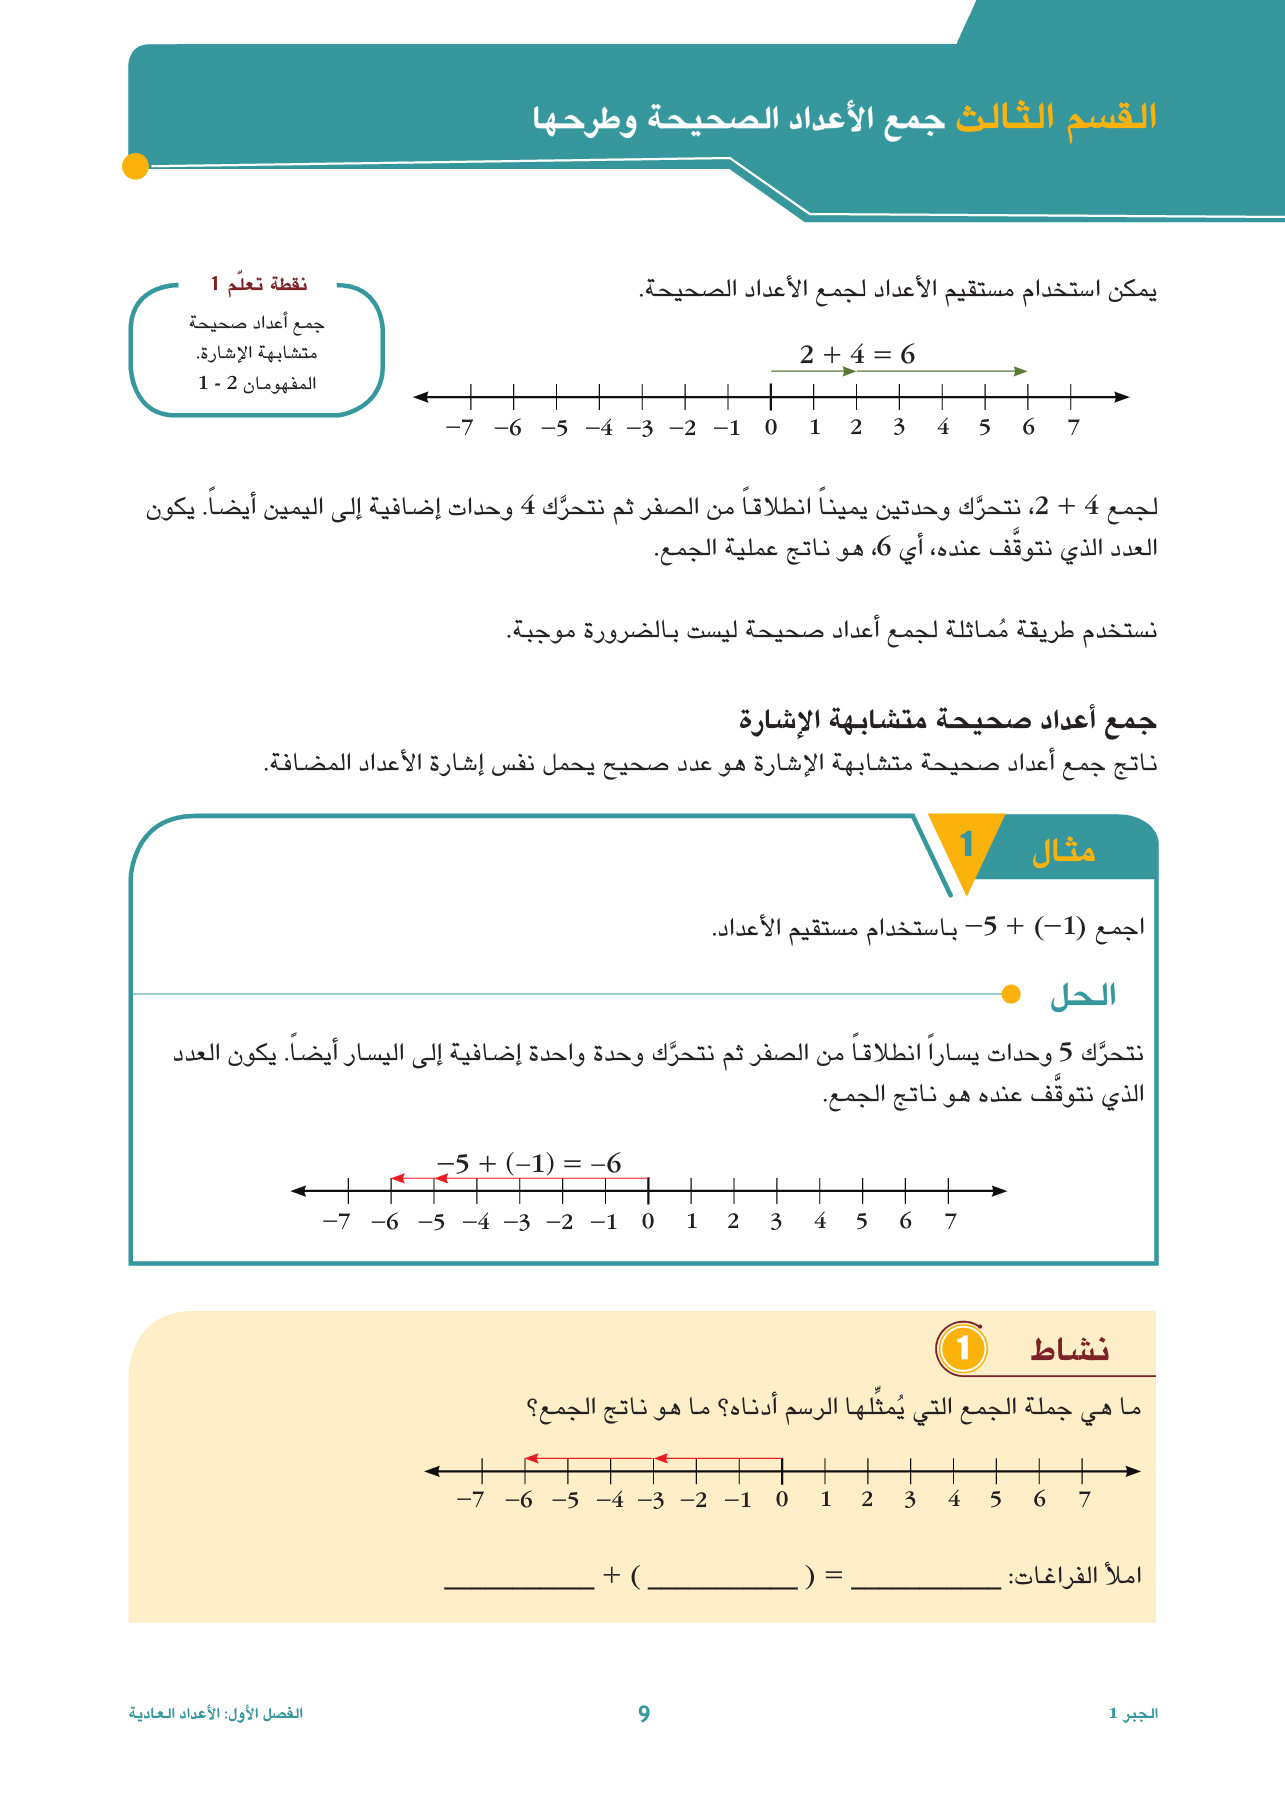 القسم الثالث جمع الأعداد الصحيحة وطرحها
يمكن استخدام مستقيم الأعداد لجمع الأعداد الصحيحة.
نقطة تعلّم 1
جمع أعداد صحيحة
متشابهة الإشارة.
المفهومان 2 - 1
2 + 4 = 6
−7 −6 −5 −4 −3 −2 −1 0 1 2 3 4 5 6 7
لجمع 4 + 2، نتحرَّك وحدتين يميناً انطلاقاً من الصفر ثم نتحرَّك 4 وحدات إضافية إلى اليمين أيضاً. يكون
العدد الذي نتوقَّف عنده، أي 6، هو ناتج عملية الجمع.
نستخدم طريقة مُماثلة لجمع أعداد صحيحة ليست بالضرورة موجبة.
جمع أعداد صحيحة متشابهة الإشارة
ناتج جمع أعداد صحيحة متشابهة الإشارة هو عدد صحيح يحمل نفس إشارة الأعداد المضافة.
مثال 1
اجمع −5 + (−1) باستخدام مستقيم الأعداد.
الحل
نتحرَّك 5 وحدات يساراً انطلاقاً من الصفر ثم نتحرَّك وحدة واحدة إضافية إلى اليسار أيضاً. يكون العدد
الذي نتوقَّف عنده هو ناتج الجمع.
−5 + (−1) = −6
−7 −6 −5 −4 −3 −2 −1 0 1 2 3 4 5 6 7
نشاط 1
ما هي جملة الجمع التي يُمثِّلها الرسم أدناه؟ ما هو ناتج الجمع؟
−7 −6 −5 −4 −3 −2 −1 0 1 2 3 4 5 6 7
املأ الفراغات: ___________ + ( ___________ ) = ___________
الجبر 1
9
الفصل الأول: الأعداد العادية